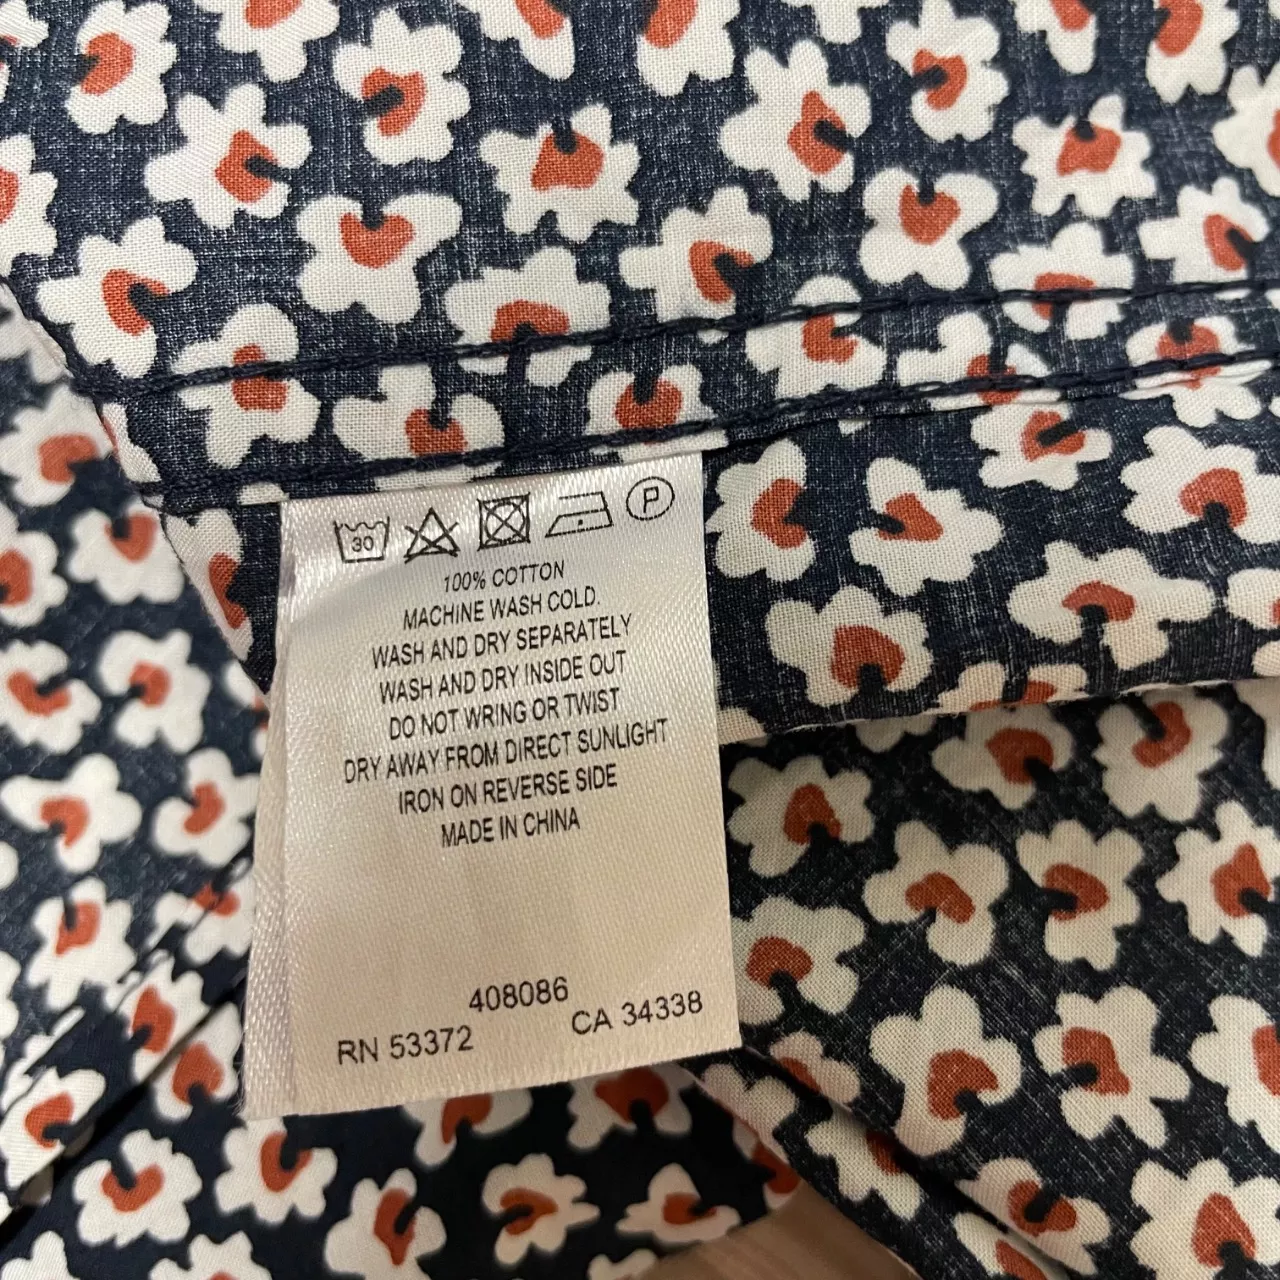 30 P
100% COTTON
MACHINE WASH COLD.
WASH AND DRY SEPARATELY
WASH AND DRY INSIDE OUT
DO NOT WRING OR TWIST
DRY AWAY FROM DIRECT SUNLIGHT
IRON ON REVERSE SIDE
MADE IN CHINA
408086
RN 53372 CA 34338